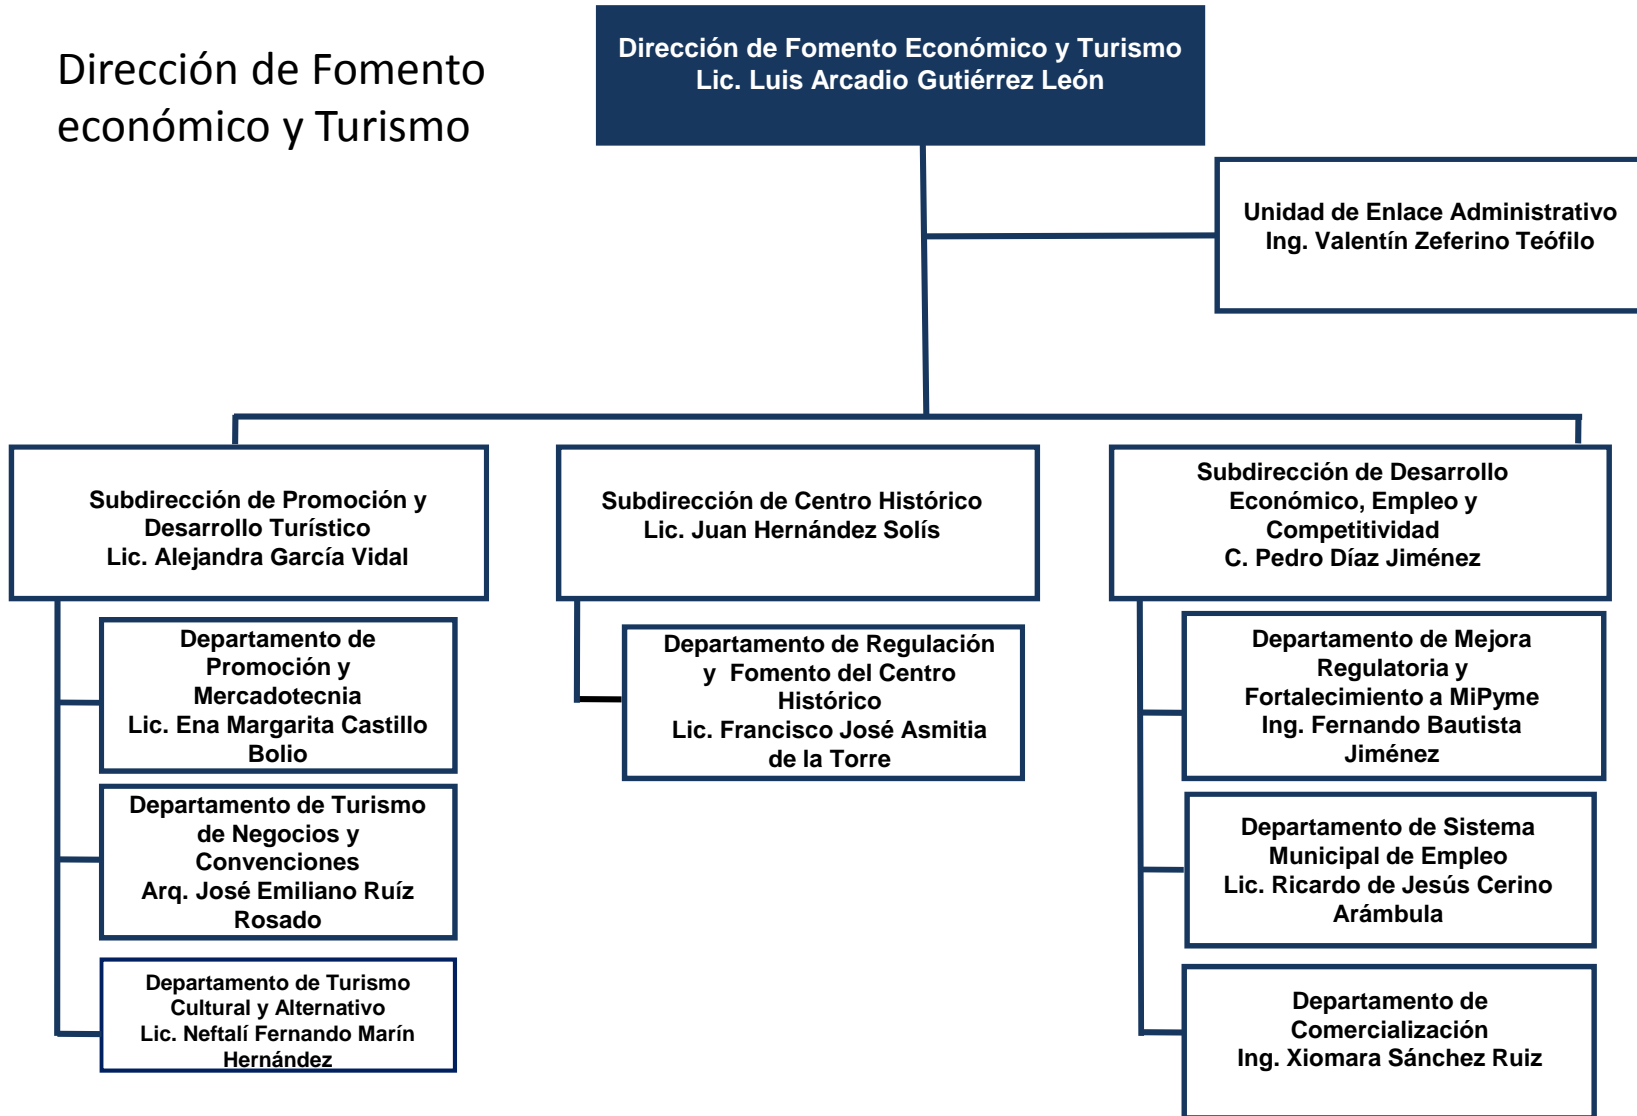 Dirección de Fomento
económico y Turismo
Dirección de Fomento Económico y Turismo
Lic. Luis Arcadio Gutiérrez León
Unidad de Enlace Administrativo
Ing. Valentín Zeferino Teófilo
Subdirección de Promoción y
Desarrollo Turístico
Lic. Alejandra García Vidal
Departamento de
Promoción y
Mercadotecnia
Lic. Ena Margarita Castillo
Bolio
Departamento de Turismo
de Negocios y
Convenciones
Arq. José Emiliano Ruíz
Rosado
Departamento de Turismo
Cultural y Alternativo
Lic. Neftalí Fernando Marín
Hernández
Subdirección de Centro Histórico
Lic. Juan Hernández Solís
Departamento de Regulación
y Fomento del Centro
Histórico
Lic. Francisco José Asmitia
de la Torre
Subdirección de Desarrollo
Económico, Empleo y
Competitividad
C. Pedro Díaz Jiménez
Departamento de Mejora
Regulatoria y
Fortalecimiento a MiPyme
Ing. Fernando Bautista
Jiménez
Departamento de Sistema
Municipal de Empleo
Lic. Ricardo de Jesús Cerino
Arámbula
Departamento de
Comercialización
Ing. Xiomara Sánchez Ruiz